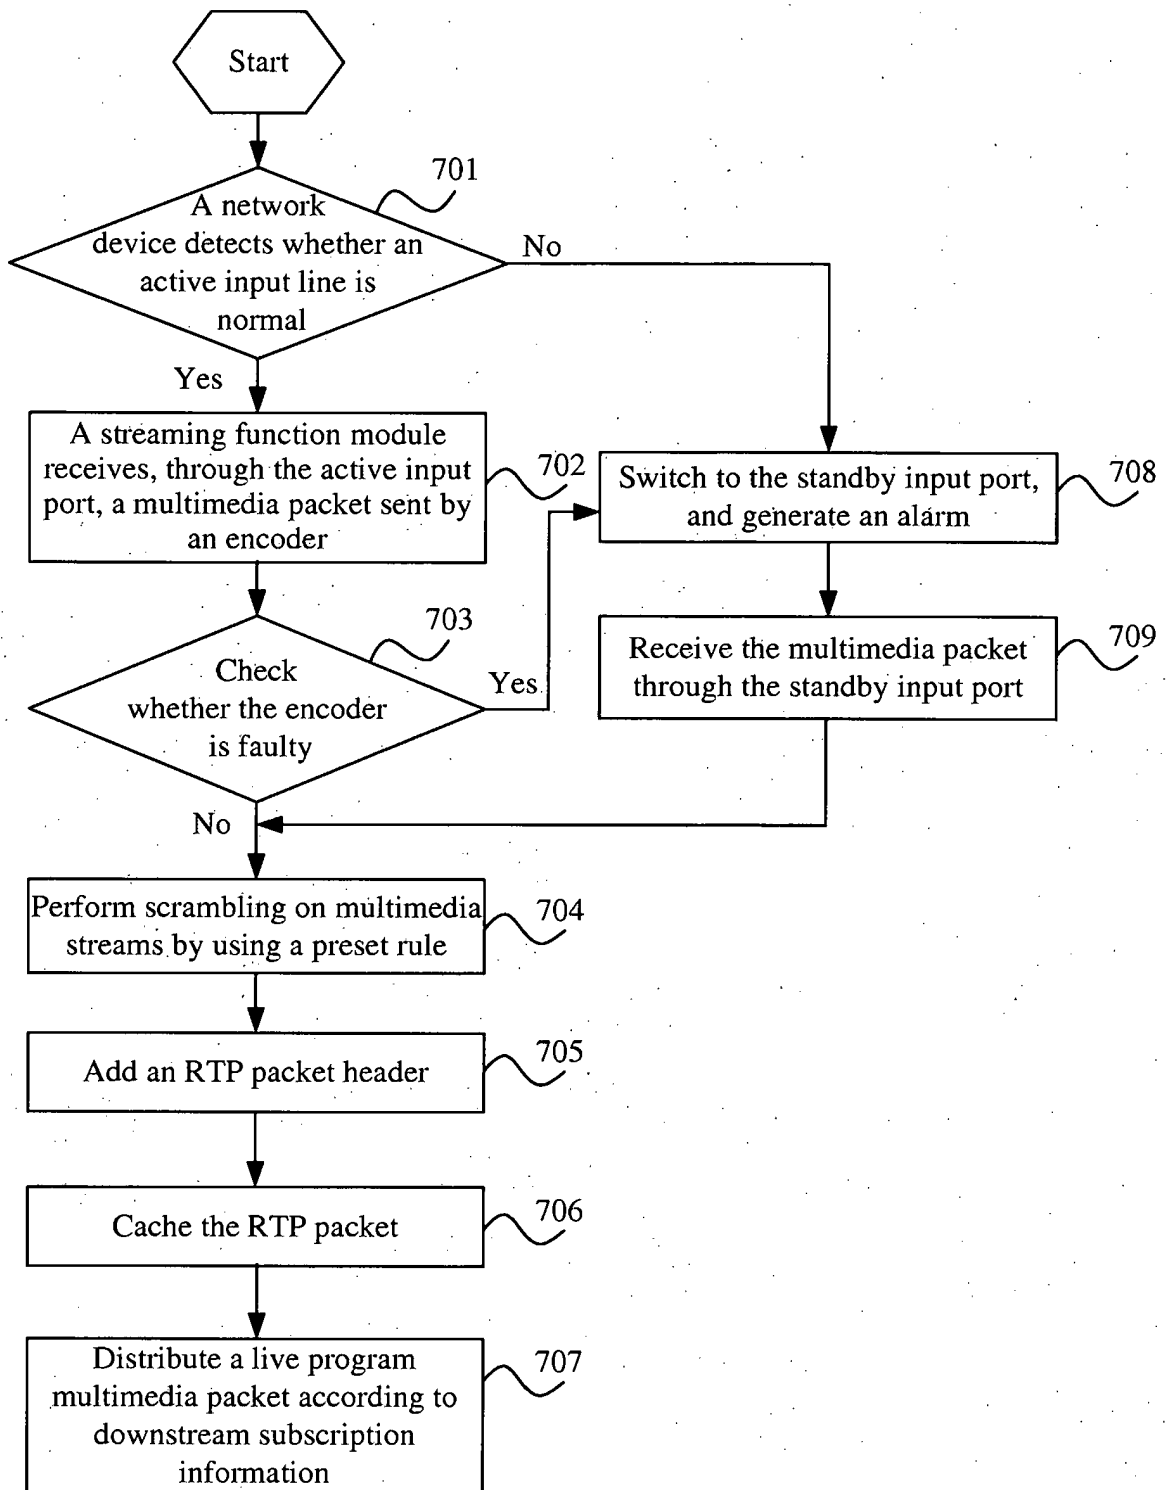 Start
701
A network
device detects whether an
active input line is
normal
No
Yes
A streaming function module
receives, through the active input
port, a multimedia packet sent by
an encoder
702
Switch to the standby input port,
and generate an alarm
708
703
Check
whether the encoder
is faulty
Yes
Receive the multimedia packet
through the standby input port
709
No
Perform scrambling on multimedia
streams by using a preset rule
704
Add an RTP packet header
705
Cache the RTP packet
706
Distribute a live program
multimedia packet according to
downstream subscription
information
707